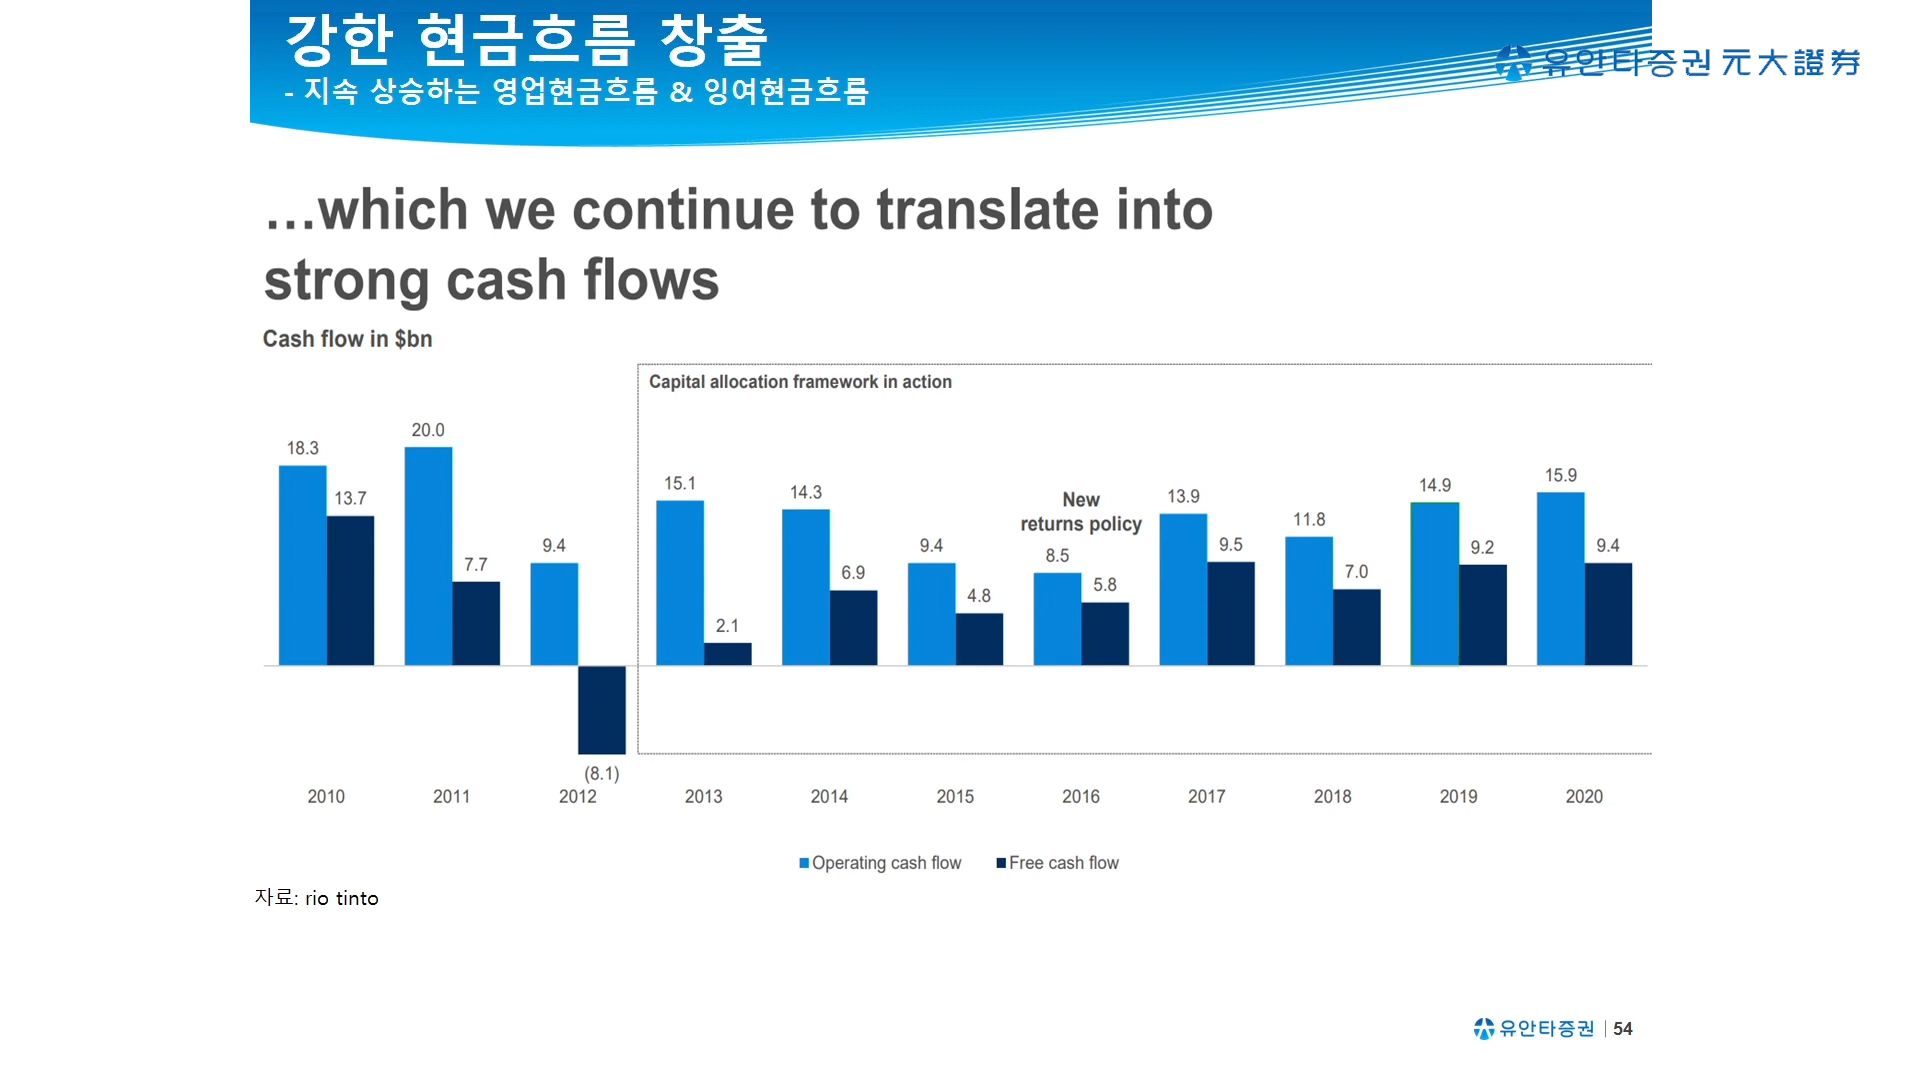 강한 현금흐름 창출
- 지속 상승하는 영업현금흐름 & 잉여현금흐름
유안타증권 元大證券
…which we continue to translate into
strong cash flows
Cash flow in $bn
Capital allocation framework in action
18.3
13.7
20.0
7.7
9.4
(8.1)
15.1
2.1
14.3
6.9
9.4
4.8
New
returns policy
8.5
5.8
13.9
9.5
11.8
7.0
14.9
9.2
15.9
9.4
2010 2011 2012 2013 2014 2015 2016 2017 2018 2019 2020
Operating cash flow Free cash flow
자료: rio tinto
유안타증권 | 54